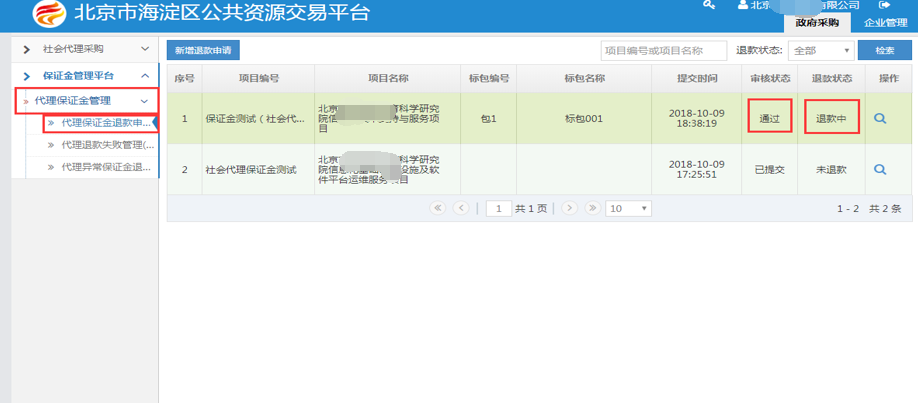 北京市海淀区公共资源交易平台
北京 有限公司
政府采购 企业管理
社会代理采购
保证金管理平台
代理保证金管理
代理保证金退款申...
代理退款失败管理(...
代理异常保证金退...
新增退款申请 项目编号或项目名称 退款状态: 全部 检索
序号 项目编号 项目名称 标包编号 标包名称 提交时间 审核状态 退款状态 操作
1 保证金测试（社会代... 北京 育科学研究 包1 标包001 2018-10-09 通过 退款中
院信 持与服务项 18:38:19
目
2 社会代理保证金测试 北京 科学研究 2018-10-09 已提交 未退款
院信 设施及软 17:25:51
件平台运维服务项目
1 共 1 页 10 1 - 2 共 2 条